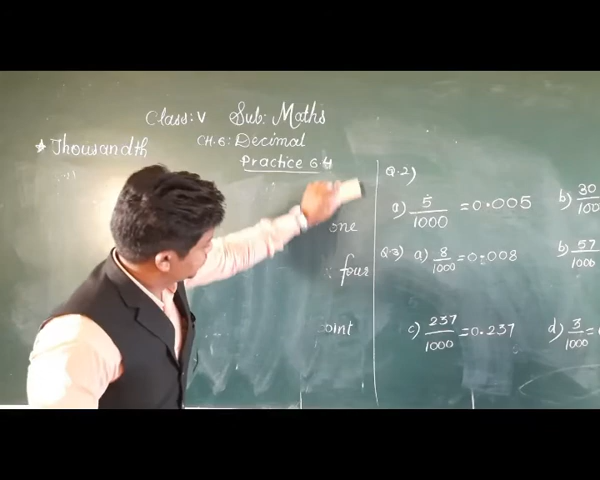 Class: V Sub: Maths
CH. 6: Decimal
Practice 6.4
* Thousandth
one
four
point
Q.2)
a) 5/1000 = 0.005
b) 30/100
Q.3) a) 8/1000 = 0.008
b) 57/1000
c) 237/1000 = 0.237
d) 3/1000 =